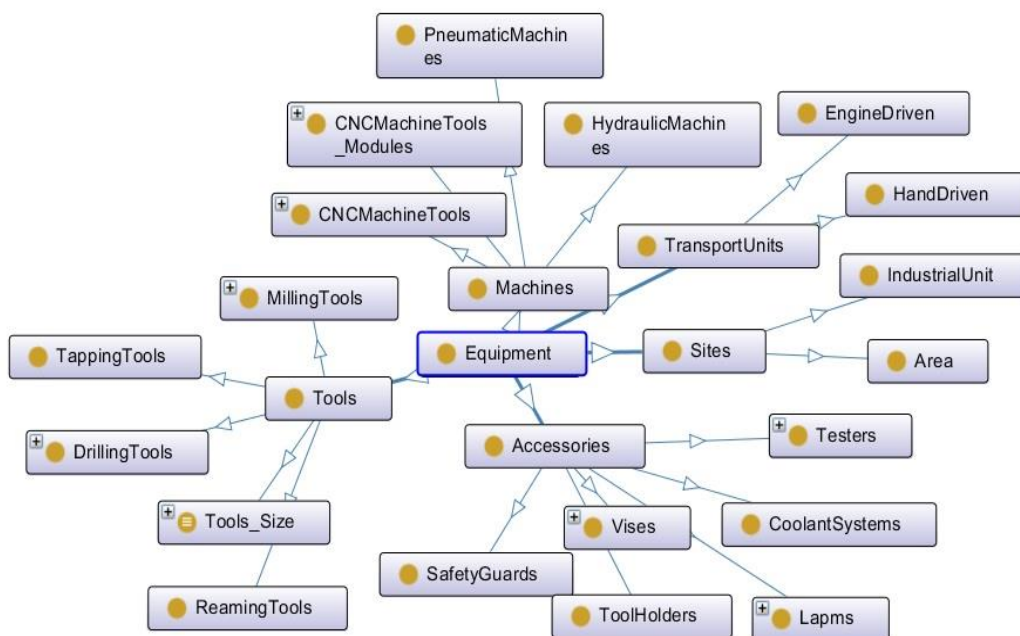 PneumaticMachin
es
CNCMachineTools
_Modules
HydraulicMachin
es
EngineDriven
CNCMachineTools
HandDriven
TransportUnits
IndustrialUnit
Machines
MillingTools
TappingTools
Equipment
Sites
Area
Tools
DrillingTools
Accessories
Testers
Tools_Size
Vises
CoolantSystems
SafetyGuards
ReamingTools
ToolHolders
Lapms